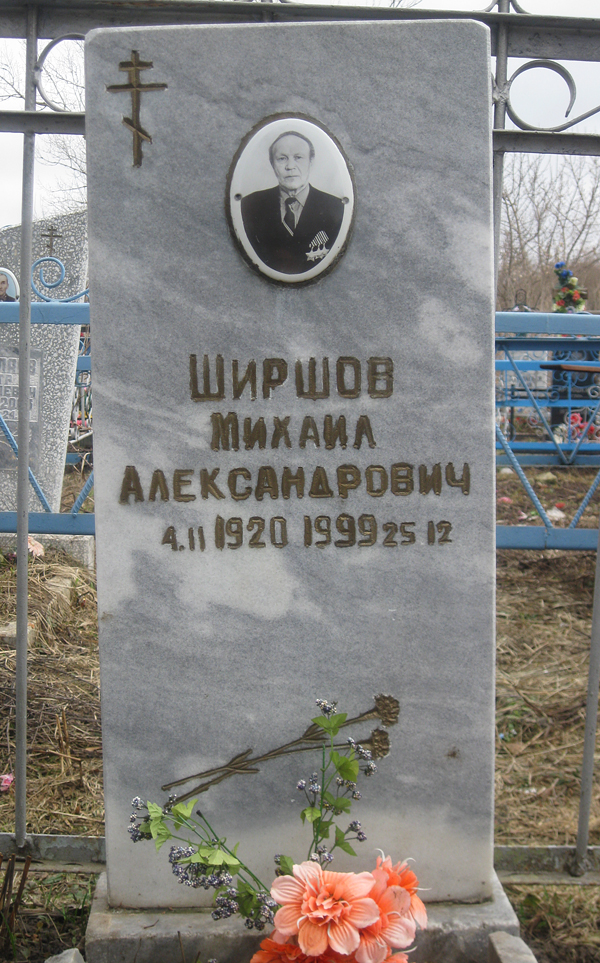 ШИРШОВ
МИХАИЛ
АЛЕКСАНДРОВИЧ
4.11 1920 1999 25 12